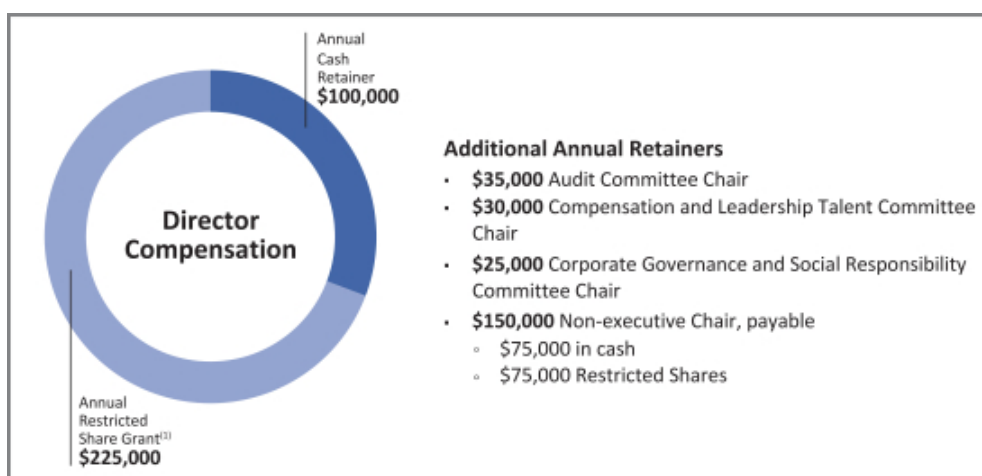 Annual
Cash
Retainer
$100,000
Director
Compensation
Annual
Restricted
Share Grant(1)
$225,000
Additional Annual Retainers
• $35,000 Audit Committee Chair
• $30,000 Compensation and Leadership Talent Committee
Chair
• $25,000 Corporate Governance and Social Responsibility
Committee Chair
• $150,000 Non-executive Chair, payable
◦ $75,000 in cash
◦ $75,000 Restricted Shares